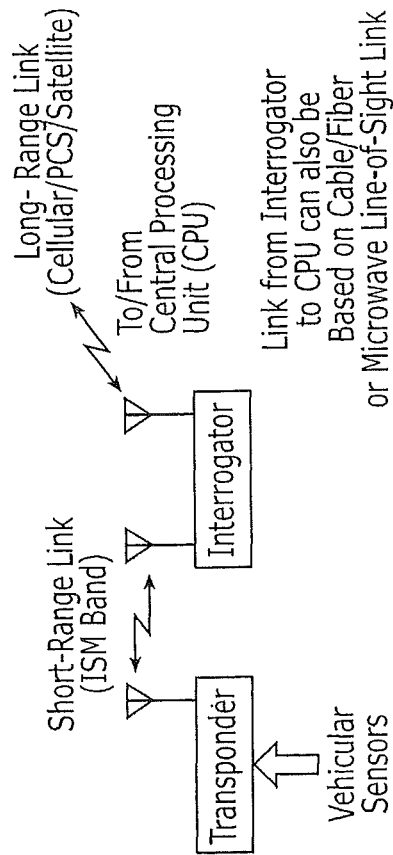 Short-Range Link
(ISM Band)
Long- Range Link
(Cellular/PCS/Satellite)
To/From
Central Processing
Unit (CPU)
Transponder
Interrogator
Vehicular
Sensors
Link from Interrogator
to CPU can also be
Based on Cable/Fiber
or Microwave Line-of-Sight Link